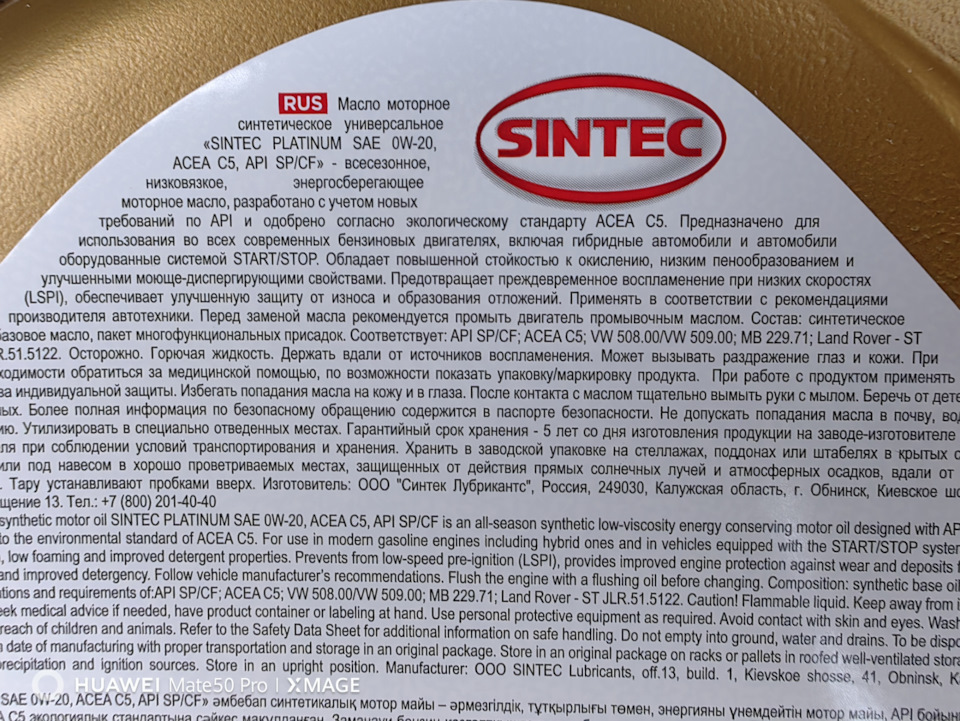 RUS Масло моторное
синтетическое универсальное
«SINTEC PLATINUM SAE 0W-20,
ACEA C5, API SP/CF» - всесезонное,
низковязкое, энергосберегающее
моторное масло, разработано с учетом новых
SINTEC
требований по API и одобрено согласно экологическому стандарту ACEA C5. Предназначено для
использования во всех современных бензиновых двигателях, включая гибридные автомобили и автомобили
оборудованные системой START/STOP. Обладает повышенной стойкостью к окислению, низким пенообразованием и
улучшенными моюще-диспергирующими свойствами. Предотвращает преждевременное воспламенение при низких скоростях
(LSPI), обеспечивает улучшенную защиту от износа и образования отложений. Применять в соответствии с рекомендациями
производителя автотехники. Перед заменой масла рекомендуется промыть двигатель промывочным маслом. Состав: синтетическое
базовое масло, пакет многофункциональных присадок. Соответствует: API SP/CF; ACEA C5; VW 508.00/VW 509.00; MB 229.71; Land Rover - ST
LR.51.5122. Осторожно. Горючая жидкость. Держать вдали от источников воспламенения. Может вызывать раздражение глаз и кожи. При
ходимости обратиться за медицинской помощью, по возможности показать упаковку/маркировку продукта. При работе с продуктом применять
ва индивидуальной защиты. Избегать попадания масла на кожу и в глаза. После контакта с маслом тщательно вымыть руки с мылом. Беречь от дете
ых. Более полная информация по безопасному обращению содержится в паспорте безопасности. Не допускать попадания масла в почву, вод
ию. Утилизировать в специально отведенных местах. Гарантийный срок хранения - 5 лет со дня изготовления продукции на заводе-изготовителе
ля при соблюдении условий транспортирования и хранения. Хранить в заводской упаковке на стеллажах, поддонах или штабелях в крытых с
или под навесом в хорошо проветриваемых местах, защищенных от действия прямых солнечных лучей и атмосферных осадков, вдали от
. Тару устанавливают пробками вверх. Изготовитель: ООО "Синтек Лубрикантс", Россия, 249030, Калужская область, г. Обнинск, Киевское шо
щение 13. Тел.: +7 (800) 201-40-40
synthetic motor oil SINTEC PLATINUM SAE 0W-20, ACEA C5, API SP/CF is an all-season synthetic low-viscosity energy conserving motor oil designed with AP
to the environmental standard of ACEA C5. For use in modern gasoline engines including hybrid ones and in vehicles equipped with the START/STOP system
, low foaming and improved detergent properties. Prevents from low-speed pre-ignition (LSPI), provides improved engine protection against wear and deposits f
and improved detergency. Follow vehicle manufacturer's recommendations. Flush the engine with a flushing oil before changing. Composition: synthetic base oil
tions and requirements of:API SP/CF; ACEA C5; VW 508.00/VW 509.00; MB 229.71; Land Rover - ST JLR.51.5122. Caution! Flammable liquid. Keep away from i
eek medical advice if needed, have product container or labeling at hand. Use personal protective equipment as required. Avoid contact with skin and eyes. Wash
reach of children and animals. Refer to the Safety Data Sheet for additional information on safe handling. Do not empty into ground, water and drains. To be dispo
date of manufacturing with proper transportation and storage in an original package. Store in an original package on racks or pallets in roofed well-ventilated stora
recipitation and ignition sources. Store in an upright position. Manufacturer: OOO SINTEC Lubricants, off.13, build. 1, Kievskoe shosse, 41, Obninsk, K
HUAWEI Mate50 Pro | XMAGE
SAE 0W-20, ACEA C5, API SP/CF» әмбебап синтетикалық мотор майы – әрмезгілдік, тұтқырлығы төмен, энергияны үнемдейтін мотор майы, API бойын
A C5 экологиялық стандартына сәйкес мақұлданған.